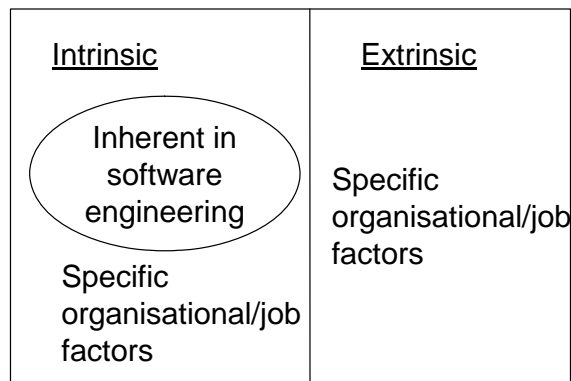 Intrinsic
Inherent in
software
engineering
Specific
organisational/job
factors
Extrinsic
Specific
organisational/job
factors